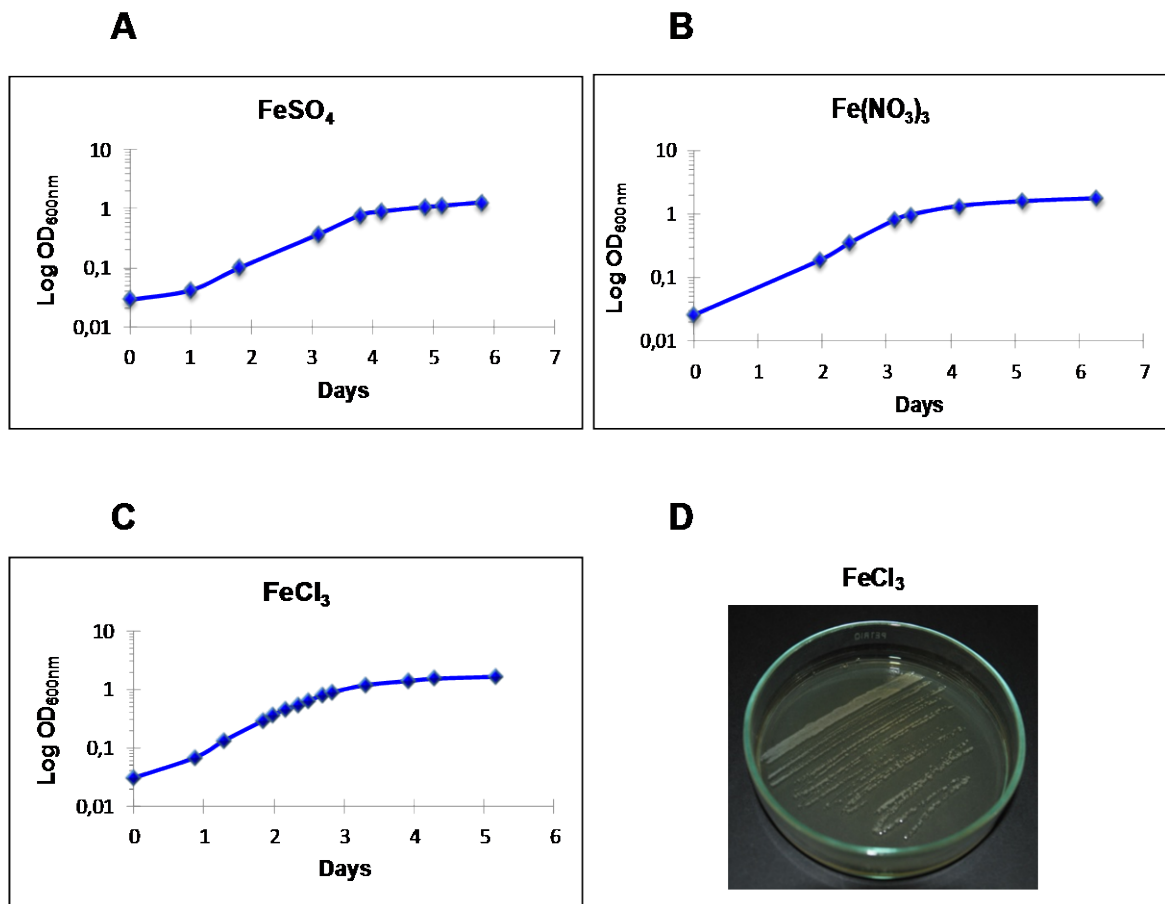 A
B
FeSO₄
Log OD₆₀₀ₙₘ
10
1
0,1
0,01
0 1 2 3 4 5 6 7
Days
Fe(NO₃)₃
Log OD₆₀₀ₙₘ
10
1
0,1
0,01
0 1 2 3 4 5 6 7
Days
C
D
FeCl₃
Log OD₆₀₀ₙₘ
10
1
0,1
0,01
0 1 2 3 4 5 6
Days
FeCl₃